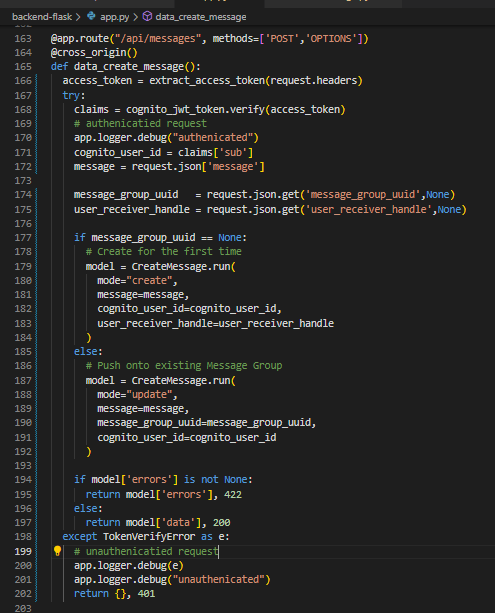 backend-flask > app.py > data_create_message
163 @app.route("/api/messages", methods=['POST','OPTIONS'])
164 @cross_origin()
165 def data_create_message():
166   access_token = extract_access_token(request.headers)
167   try:
168     claims = cognito_jwt_token.verify(access_token)
169     # authenicatied request
170     app.logger.debug("authenicated")
171     cognito_user_id = claims['sub']
172     message = request.json['message']
173
174     message_group_uuid   = request.json.get('message_group_uuid',None)
175     user_receiver_handle = request.json.get('user_receiver_handle',None)
176
177     if message_group_uuid == None:
178       # Create for the first time
179       model = CreateMessage.run(
180         mode="create",
181         message=message,
182         cognito_user_id=cognito_user_id,
183         user_receiver_handle=user_receiver_handle
184       )
185     else:
186       # Push onto existing Message Group
187       model = CreateMessage.run(
188         mode="update",
189         message=message,
190         message_group_uuid=message_group_uuid,
191         cognito_user_id=cognito_user_id
192       )
193
194     if model['errors'] is not None:
195       return model['errors'], 422
196     else:
197       return model['data'], 200
198   except TokenVerifyError as e:
199     # unauthenicatied request
200     app.logger.debug(e)
201     app.logger.debug("unauthenicated")
202     return {}, 401
203